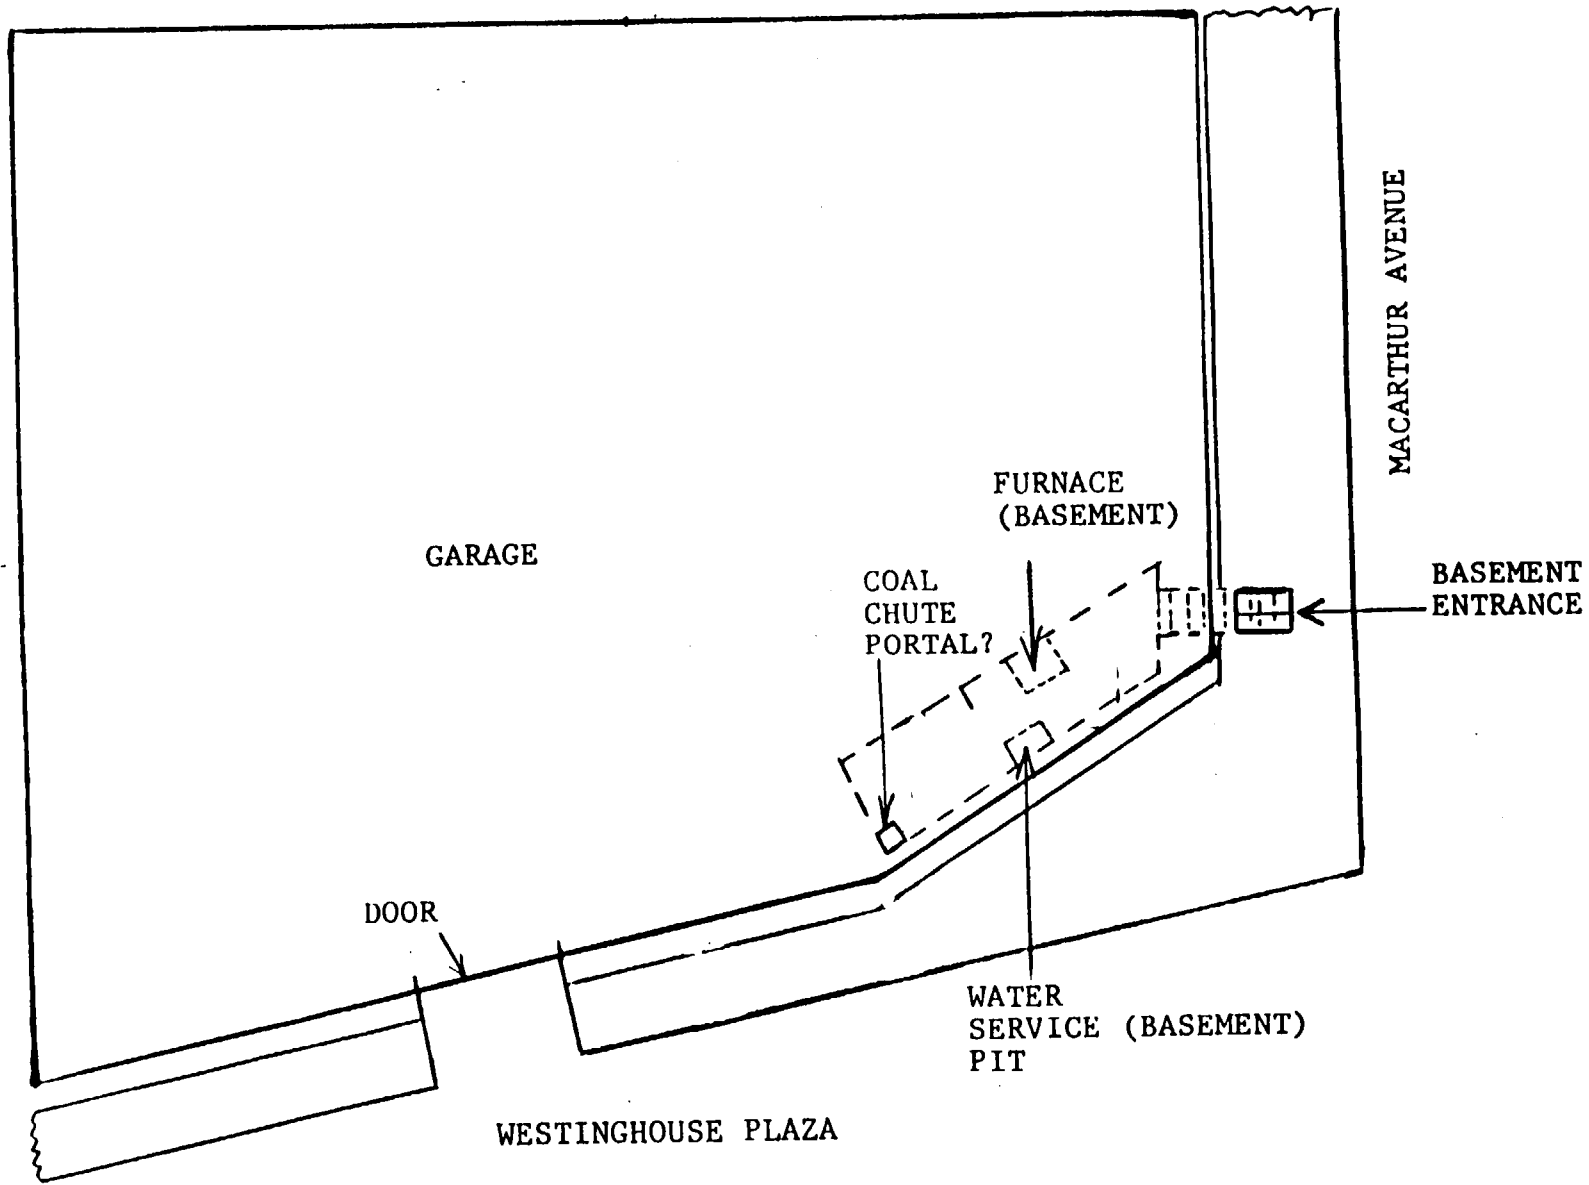 MACARTHUR AVENUE
FURNACE
(BASEMENT)
GARAGE
COAL
CHUTE
PORTAL?
BASEMENT
ENTRANCE
DOOR
WATER
SERVICE (BASEMENT)
PIT
WESTINGHOUSE PLAZA